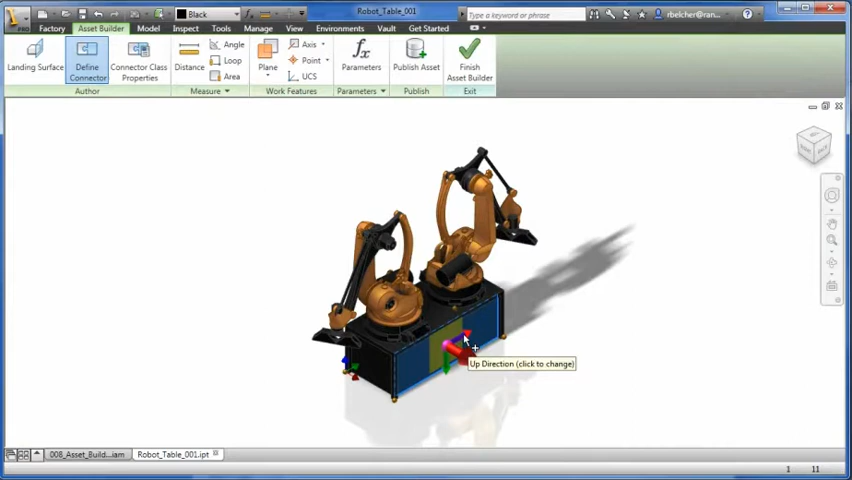 Black
Robot_Table_001
Type a keyword or phrase
rbelcher@ran...
PRO
Factory Asset Builder Model Inspect Tools Manage View Environments Vault Get Started
Landing Surface
Define Connector
Connector Class Properties
Distance
Angle
Loop
Area
Plane
Axis
Point
UCS
Parameters
Publish Asset
Finish Asset Builder
Author Measure Work Features Parameters Publish Exit
Up Direction (click to change)
008_Asset_Build...iam Robot_Table_001.ipt
1 11